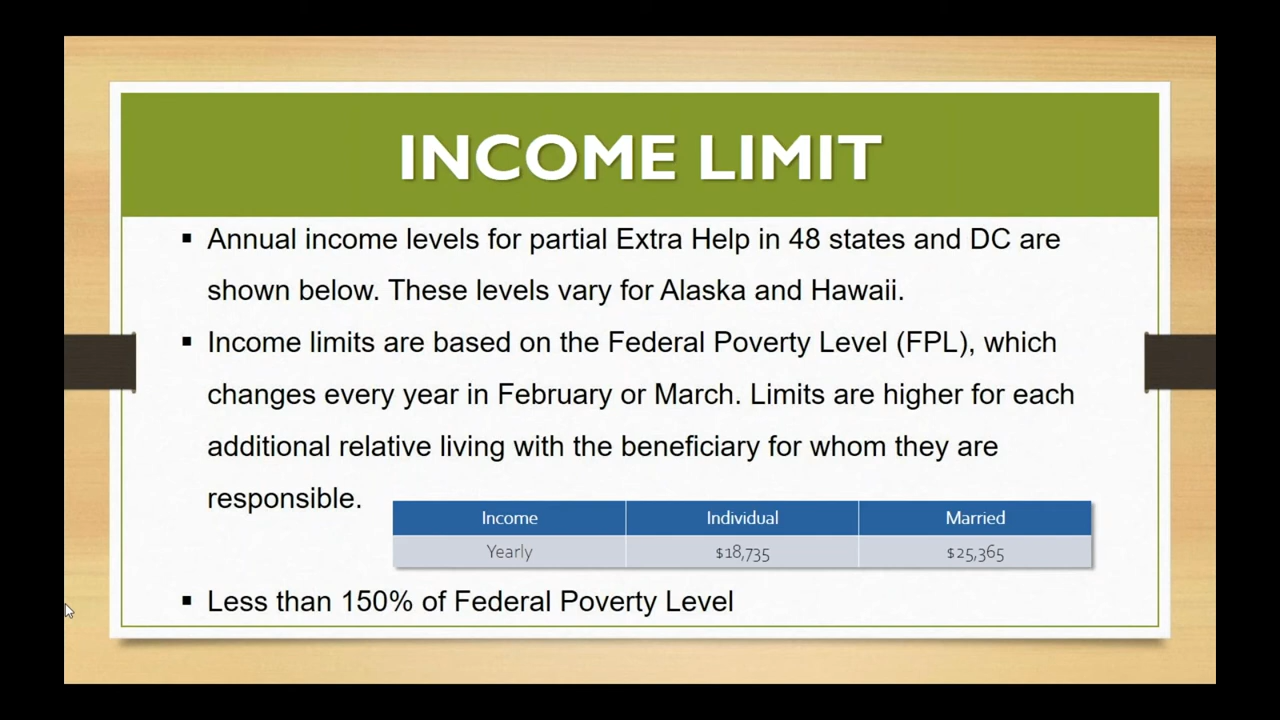 INCOME LIMIT
▪ Annual income levels for partial Extra Help in 48 states and DC are
shown below. These levels vary for Alaska and Hawaii.
▪ Income limits are based on the Federal Poverty Level (FPL), which
changes every year in February or March. Limits are higher for each
additional relative living with the beneficiary for whom they are
responsible.
Income Individual Married
Yearly $18,735 $25,365
▪ Less than 150% of Federal Poverty Level